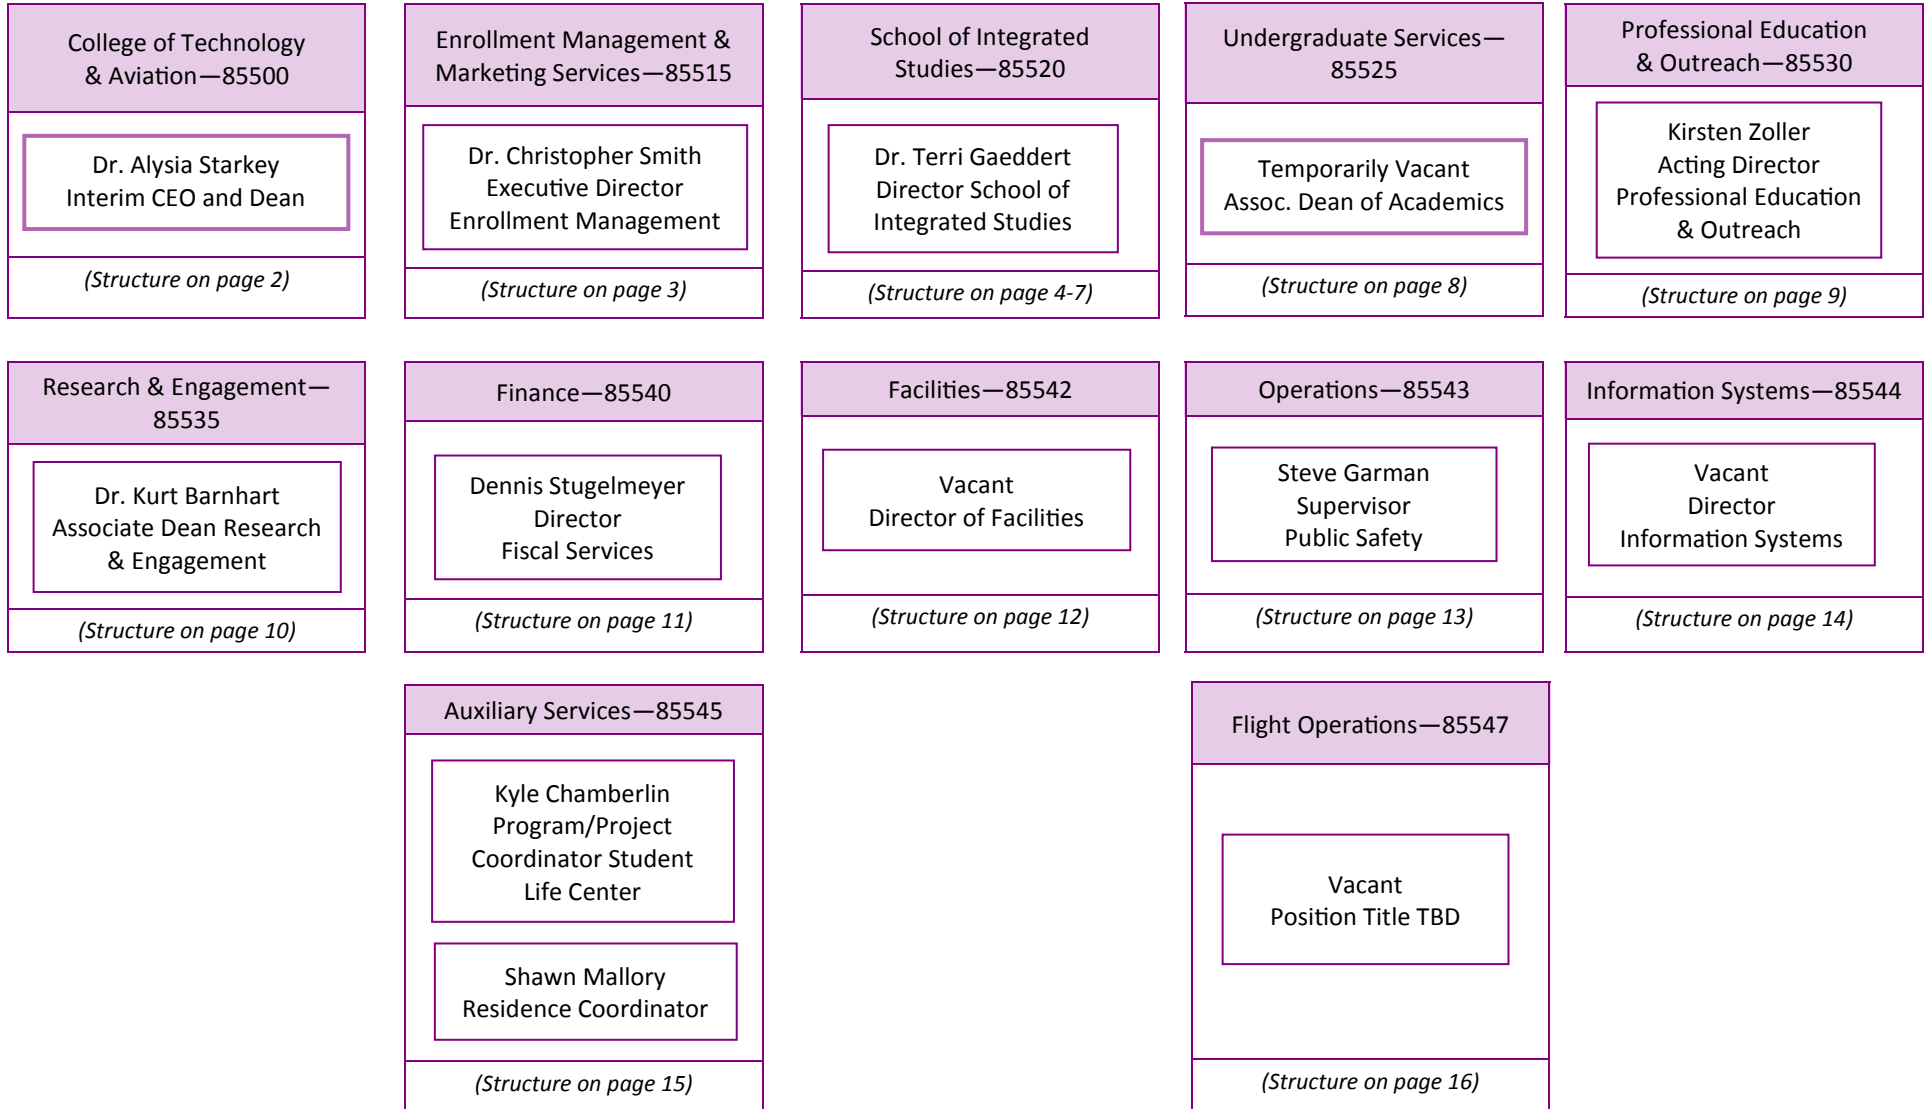 College of Technology
& Aviation—85500
Dr. Alysia Starkey
Interim CEO and Dean
(Structure on page 2)
Enrollment Management &
Marketing Services—85515
Dr. Christopher Smith
Executive Director
Enrollment Management
(Structure on page 3)
School of Integrated
Studies—85520
Dr. Terri Gaeddert
Director School of
Integrated Studies
(Structure on page 4-7)
Undergraduate Services—
85525
Temporarily Vacant
Assoc. Dean of Academics
(Structure on page 8)
Professional Education
& Outreach—85530
Kirsten Zoller
Acting Director
Professional Education
& Outreach
(Structure on page 9)
Research & Engagement—
85535
Dr. Kurt Barnhart
Associate Dean Research
& Engagement
(Structure on page 10)
Finance—85540
Dennis Stugelmeyer
Director
Fiscal Services
(Structure on page 11)
Facilities—85542
Vacant
Director of Facilities
(Structure on page 12)
Operations—85543
Steve Garman
Supervisor
Public Safety
(Structure on page 13)
Information Systems—85544
Vacant
Director
Information Systems
(Structure on page 14)
Auxiliary Services—85545
Kyle Chamberlin
Program/Project
Coordinator Student
Life Center
Shawn Mallory
Residence Coordinator
(Structure on page 15)
Flight Operations—85547
Vacant
Position Title TBD
(Structure on page 16)